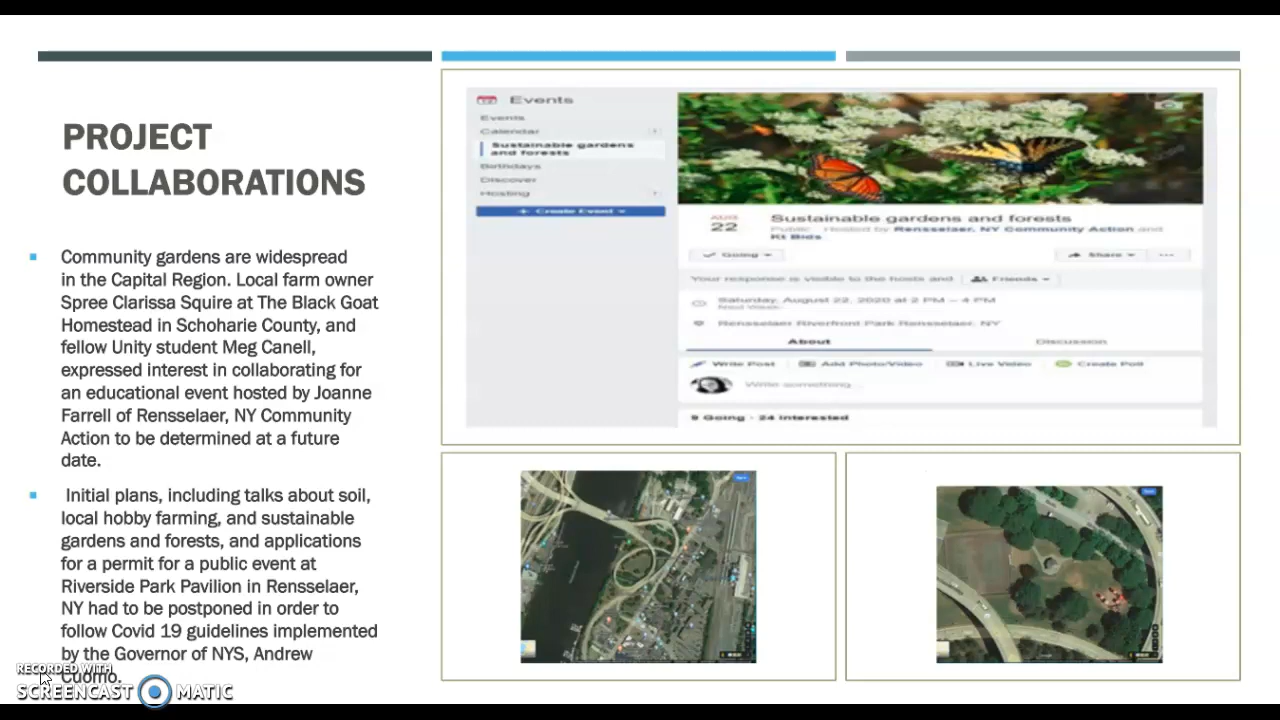 PROJECT
COLLABORATIONS
Community gardens are widespread
in the Capital Region. Local farm owner
Spree Clarissa Squire at The Black Goat
Homestead in Schoharie County, and
fellow Unity student Meg Canell,
expressed interest in collaborating for
an educational event hosted by Joanne
Farrell of Rensselaer, NY Community
Action to be determined at a future
date.
Initial plans, including talks about soil,
local hobby farming, and sustainable
gardens and forests, and applications
for a permit for a public event at
Riverside Park Pavilion in Rensselaer,
NY had to be postponed in order to
follow Covid 19 guidelines implemented
by the Governor of NYS, Andrew
Cuomo.
Events
Events
Calendar
Sustainable gardens
and forests
Birthdays
Discover
Hosting
+ Create Event
AUG
22
Sustainable gardens and forests
Public · Hosted by Rensselaer, NY Community Action and
Kt Bids
Going
Share
Your response is visible to the hosts and
Friends
Saturday, August 22, 2020 at 2 PM – 4 PM
Next Week
Rensselaer Riverfront Park Rensselaer, NY
About
Discussion
Write Post
Add Photo/Video
Live Video
Create Poll
Write something...
9 Going · 24 Interested
RECORDED WITH
SCREENCAST MATIC